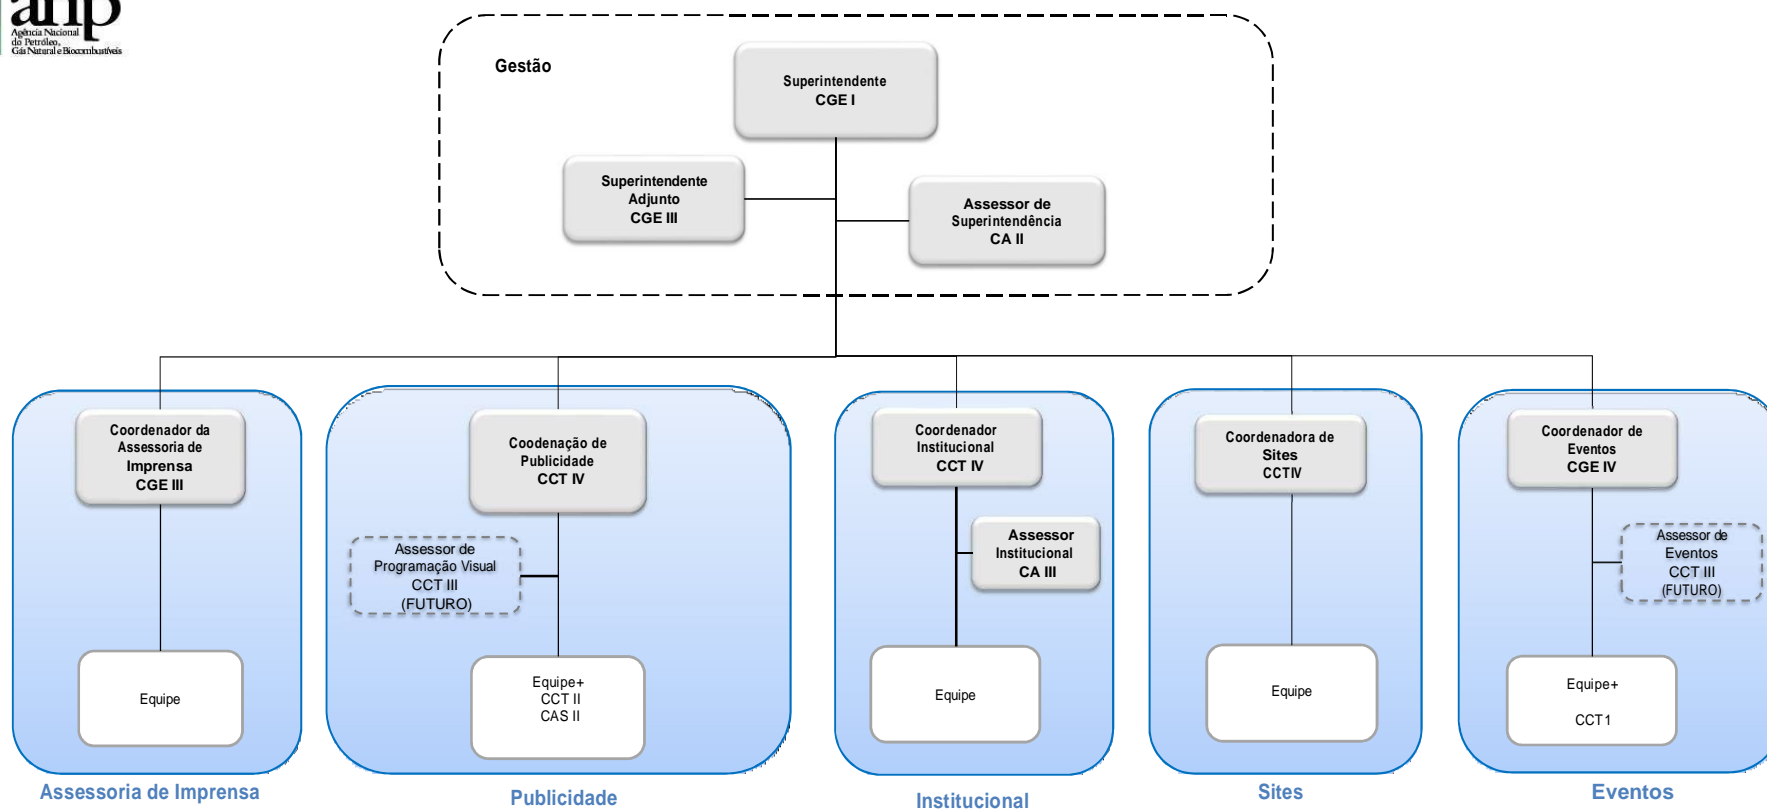 anp
Agência Nacional
do Petróleo,
Gás Natural e Biocombustíveis
Gestão
Superintendente
CGE I
Superintendente
Adjunto
CGE III
Assessor de
Superintendência
CA II
Coordenador da
Assessoria de
Imprensa
CGE III
Equipe
Assessoria de Imprensa
Coodenação de
Publicidade
CCT IV
Assessor de
Programação Visual
CCT III
(FUTURO)
Equipe+
CCT II
CAS II
Publicidade
Coordenador
Institucional
CCT IV
Assessor
Institucional
CA III
Equipe
Institucional
Coordenadora de
Sites
CCTIV
Equipe
Sites
Coordenador de
Eventos
CGE IV
Assessor de
Eventos
CCT III
(FUTURO)
Equipe+
CCT1
Eventos